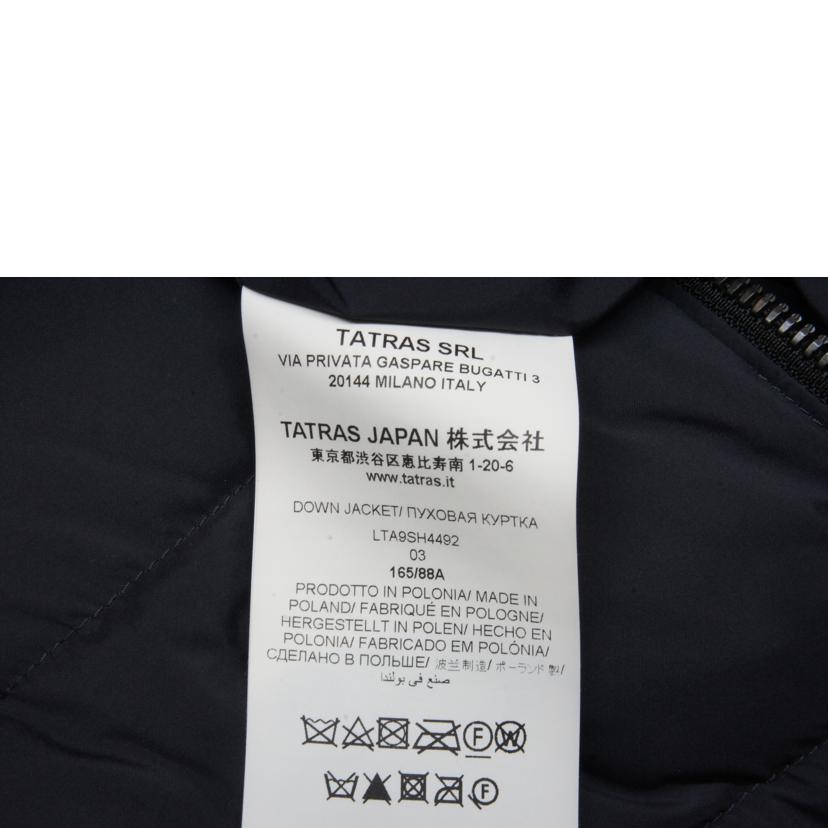 TATRAS SRL
VIA PRIVATA GASPARE BUGATTI 3
20144 MILANO ITALY
TATRAS JAPAN 株式会社
東京都渋谷区恵比寿南 1-20-6
www.tatras.it
DOWN JACKET/ ПУХОВАЯ КУРТКА
LTA9SH4492
03
165/88A
PRODOTTO IN POLONIA/ MADE IN
POLAND/ FABRIQUÉ EN POLOGNE/
HERGESTELLT IN POLEN/ HECHO EN
POLONIA/ FABRICADO EM POLÓNIA/
СДЕЛАНО В ПОЛЬШЕ/ 波兰制造/ ポーランド製/
صنع في بولندا
F W
F